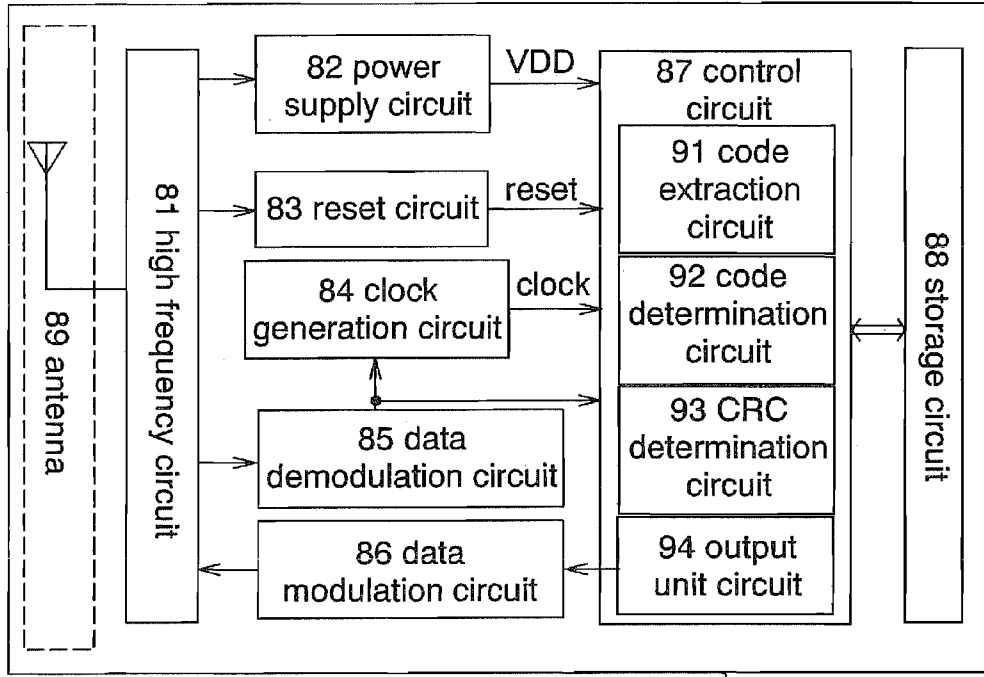 89 antenna
81 high frequency circuit
82 power
supply circuit
VDD
83 reset circuit
reset
84 clock
generation circuit
clock
85 data
demodulation circuit
86 data
modulation circuit
87 control
circuit
91 code
extraction
circuit
92 code
determination
circuit
93 CRC
determination
circuit
94 output
unit circuit
88 storage circuit